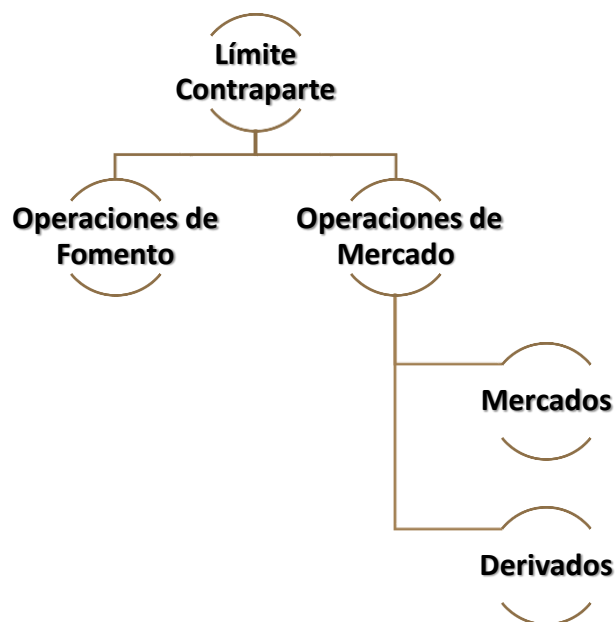 Límite
Contraparte
Operaciones de
Fomento
Operaciones de
Mercado
Mercados
Derivados